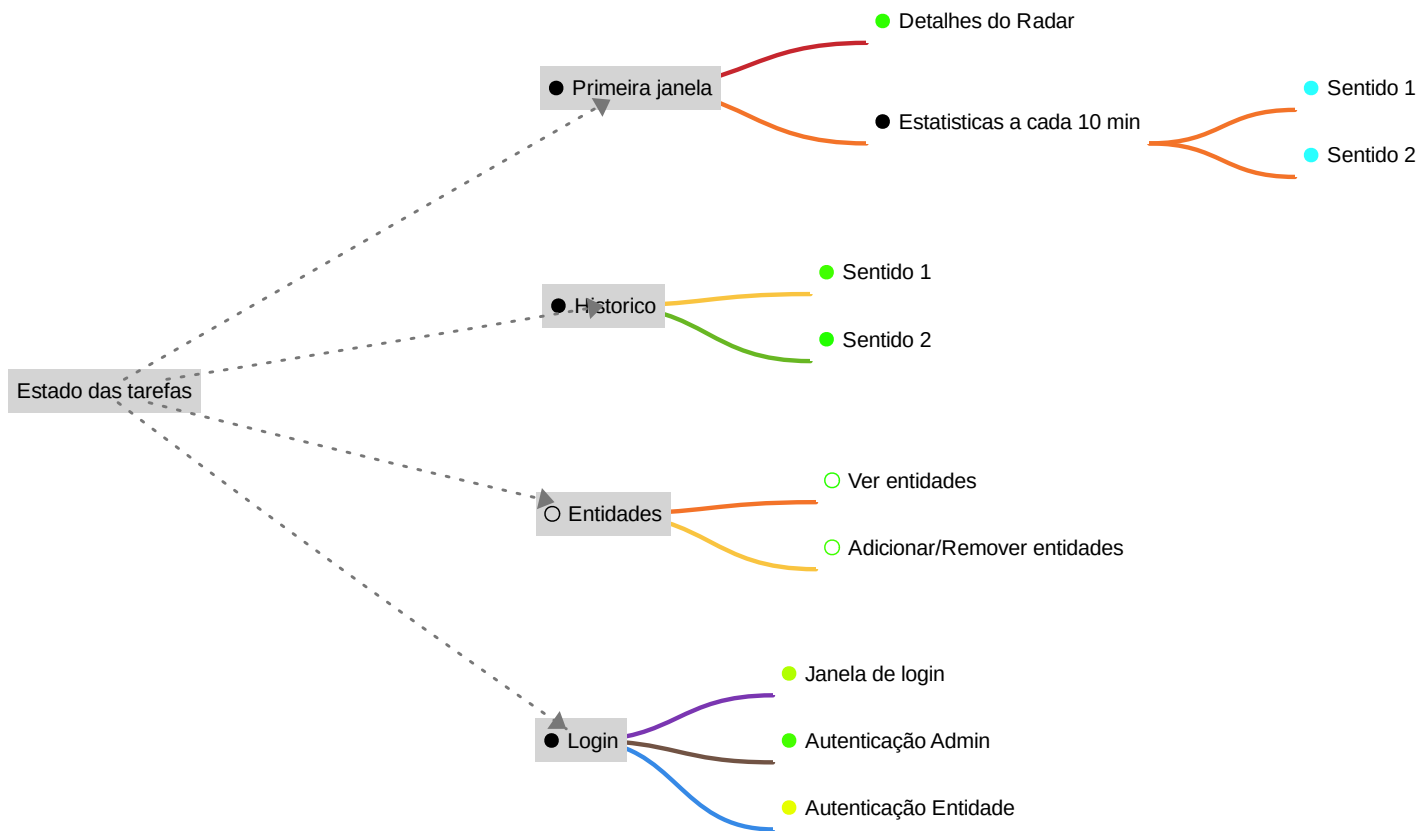 Estado das tarefas
Primeira janela
Detalhes do Radar
Estatisticas a cada 10 min
Sentido 1
Sentido 2
Historico
Sentido 1
Sentido 2
Entidades
Ver entidades
Adicionar/Remover entidades
Login
Janela de login
Autenticação Admin
Autenticação Entidade